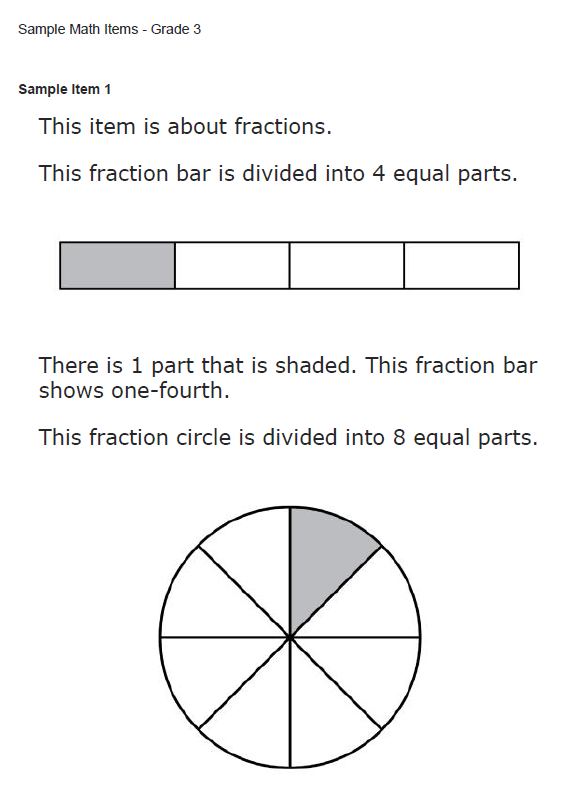 Sample Math Items - Grade 3
Sample Item 1
This item is about fractions.
This fraction bar is divided into 4 equal parts.
There is 1 part that is shaded. This fraction bar
shows one-fourth.
This fraction circle is divided into 8 equal parts.